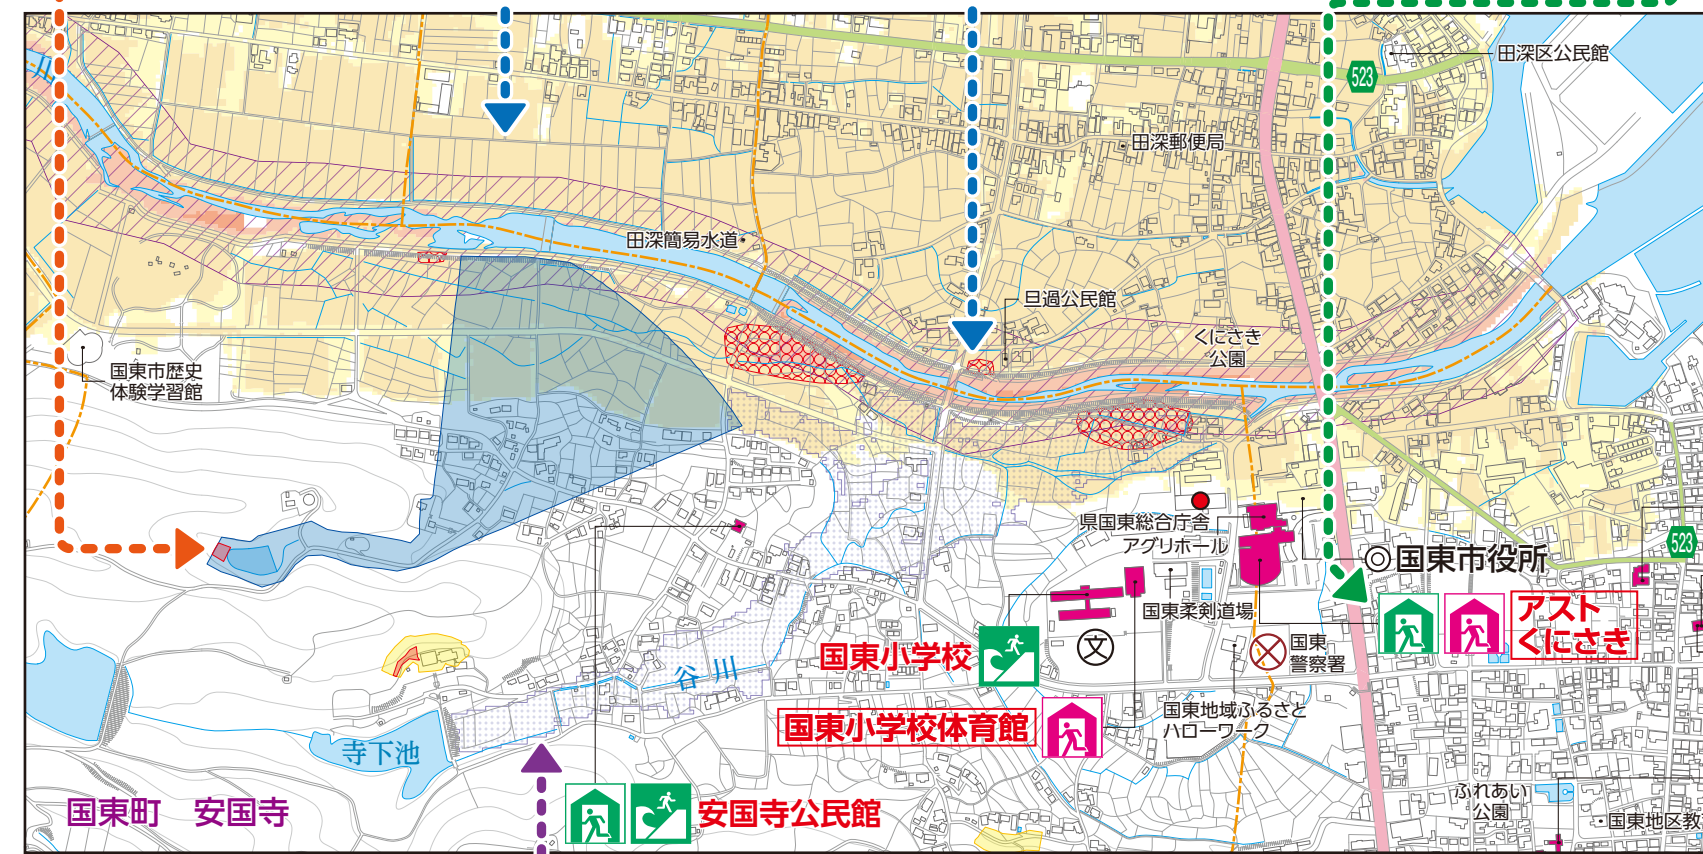 田深区公民館
523
川
田深郵便局
田深簡易水道
旦過公民館
くにさき
公園
国東市歴史
体験学習館
県国東総合庁舎
アグリホール
国東市役所
523
国東柔剣道場
アスト
くにさき
国東小学校
文
国東
警察署
谷川
国東小学校体育館
国東地域ふるさと
ハローワーク
寺下池
国東町 安国寺
安国寺公民館
ふれあい
公園
国東地区教